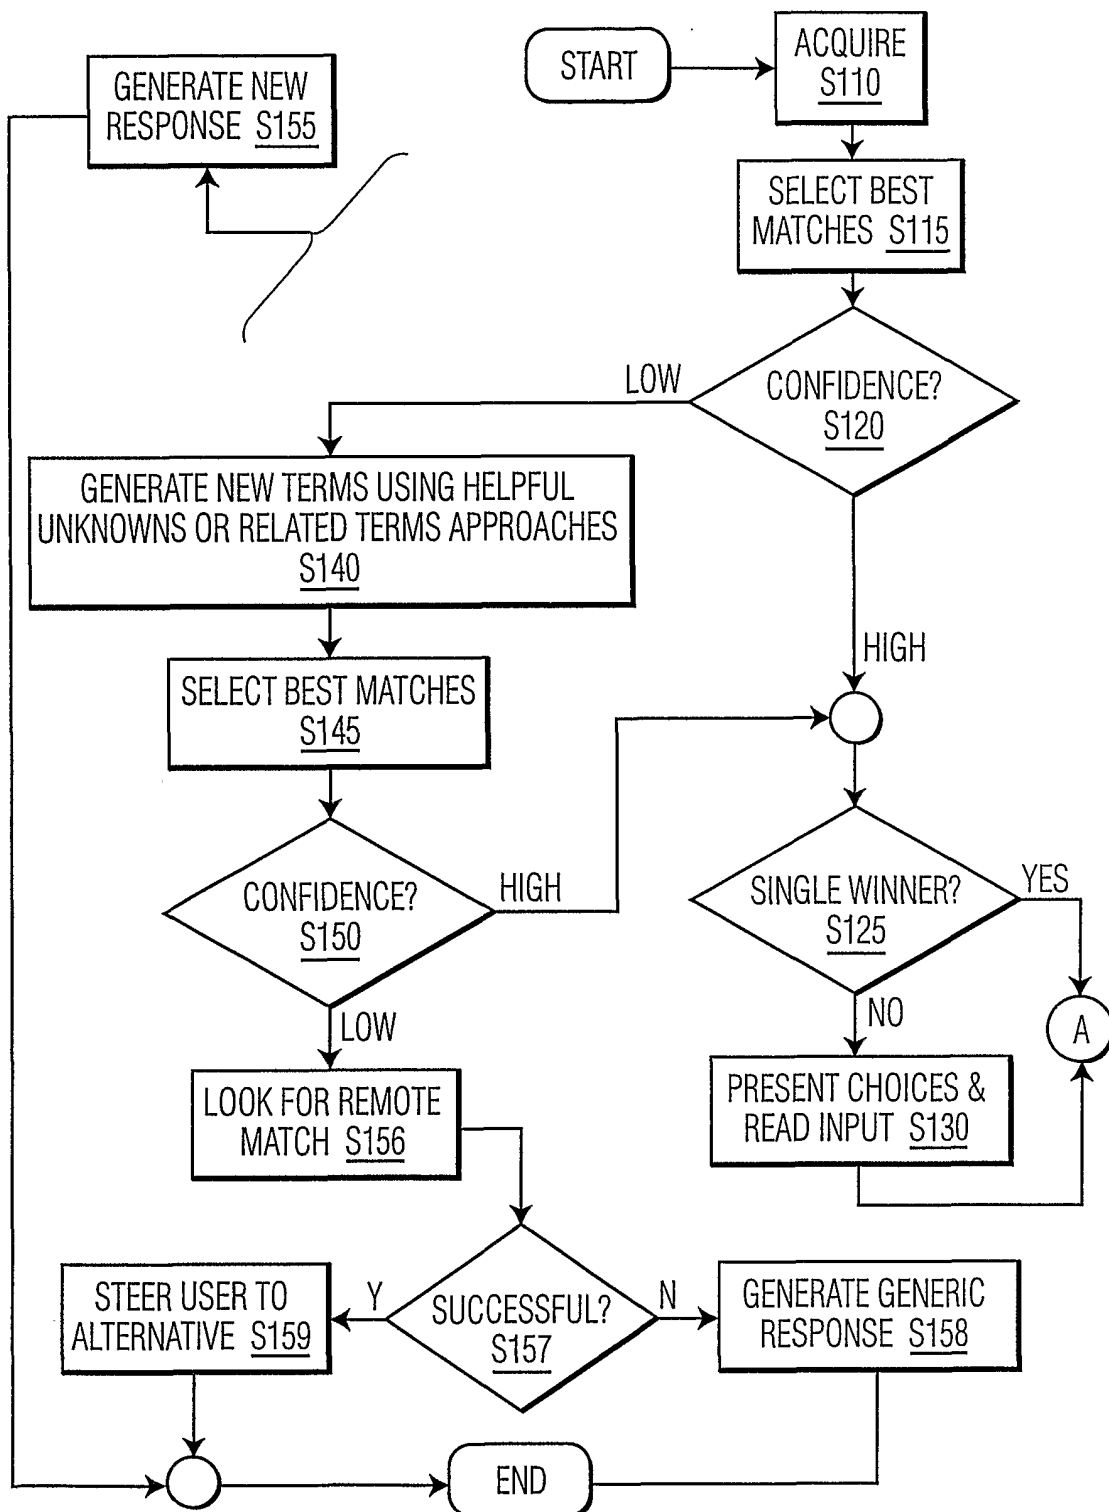 START
ACQUIRE
S110
GENERATE NEW
RESPONSE S155
SELECT BEST
MATCHES S115
CONFIDENCE?
S120
LOW
HIGH
GENERATE NEW TERMS USING HELPFUL
UNKNOWNS OR RELATED TERMS APPROACHES
S140
SELECT BEST MATCHES
S145
CONFIDENCE?
S150
HIGH
LOW
SINGLE WINNER?
S125
YES
NO
A
PRESENT CHOICES &
READ INPUT S130
LOOK FOR REMOTE
MATCH S156
SUCCESSFUL?
S157
Y
N
STEER USER TO
ALTERNATIVE S159
GENERATE GENERIC
RESPONSE S158
END